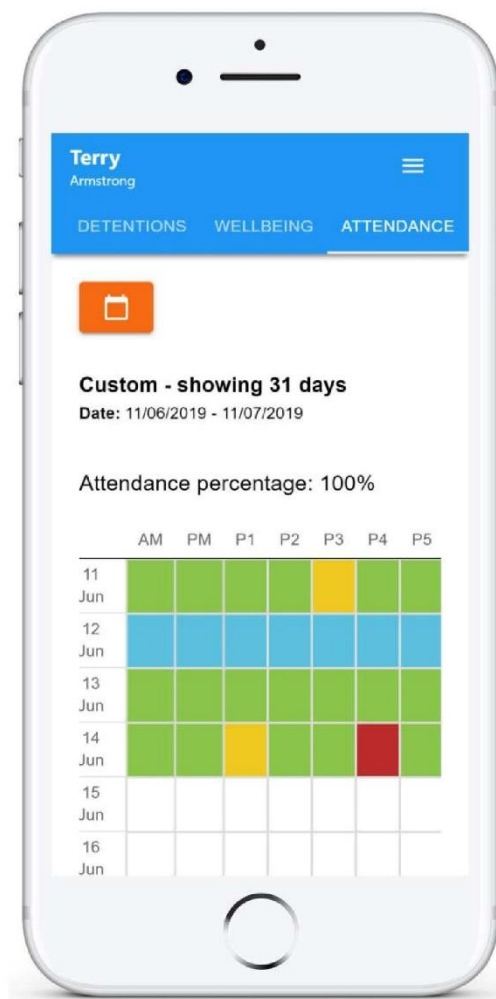 Terry
Armstrong
DETENTIONS WELLBEING ATTENDANCE
Custom - showing 31 days
Date: 11/06/2019 - 11/07/2019
Attendance percentage: 100%
AM PM P1 P2 P3 P4 P5
11
Jun
12
Jun
13
Jun
14
Jun
15
Jun
16
Jun